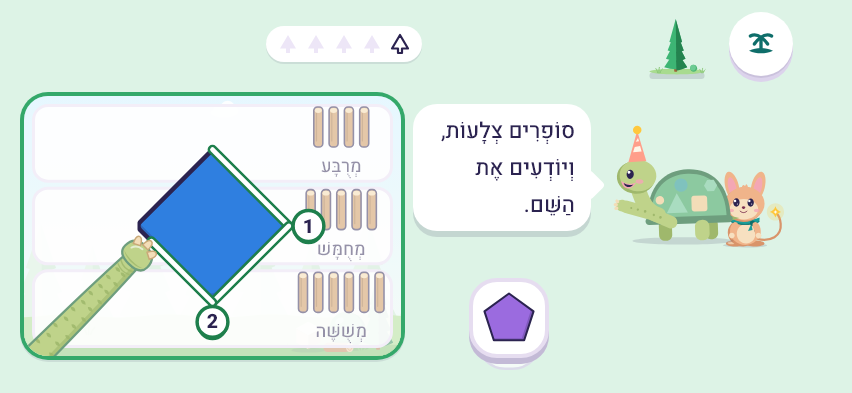 סוֹפְרִים צְלָעוֹת,
וְיוֹדְעִים אֶת
הַשֵּׁם.
מְרֻבָּע
מְחֻמָּשׁ
מְשֻׁשֶּׁה
1
2